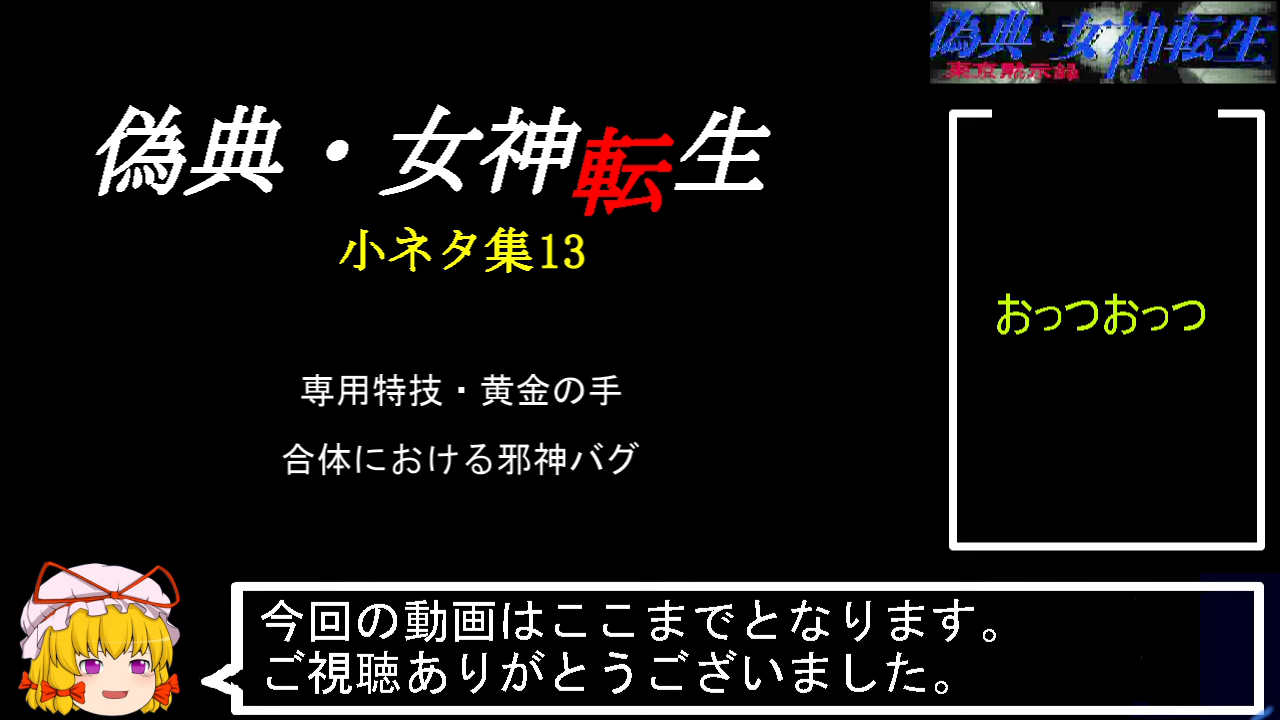 偽典・女神転生
東京黙示録
偽典・女神転生
小ネタ集13
おっつおっつ
専用特技・黄金の手
合体における邪神バグ
今回の動画はここまでとなります。
ご視聴ありがとうございました。